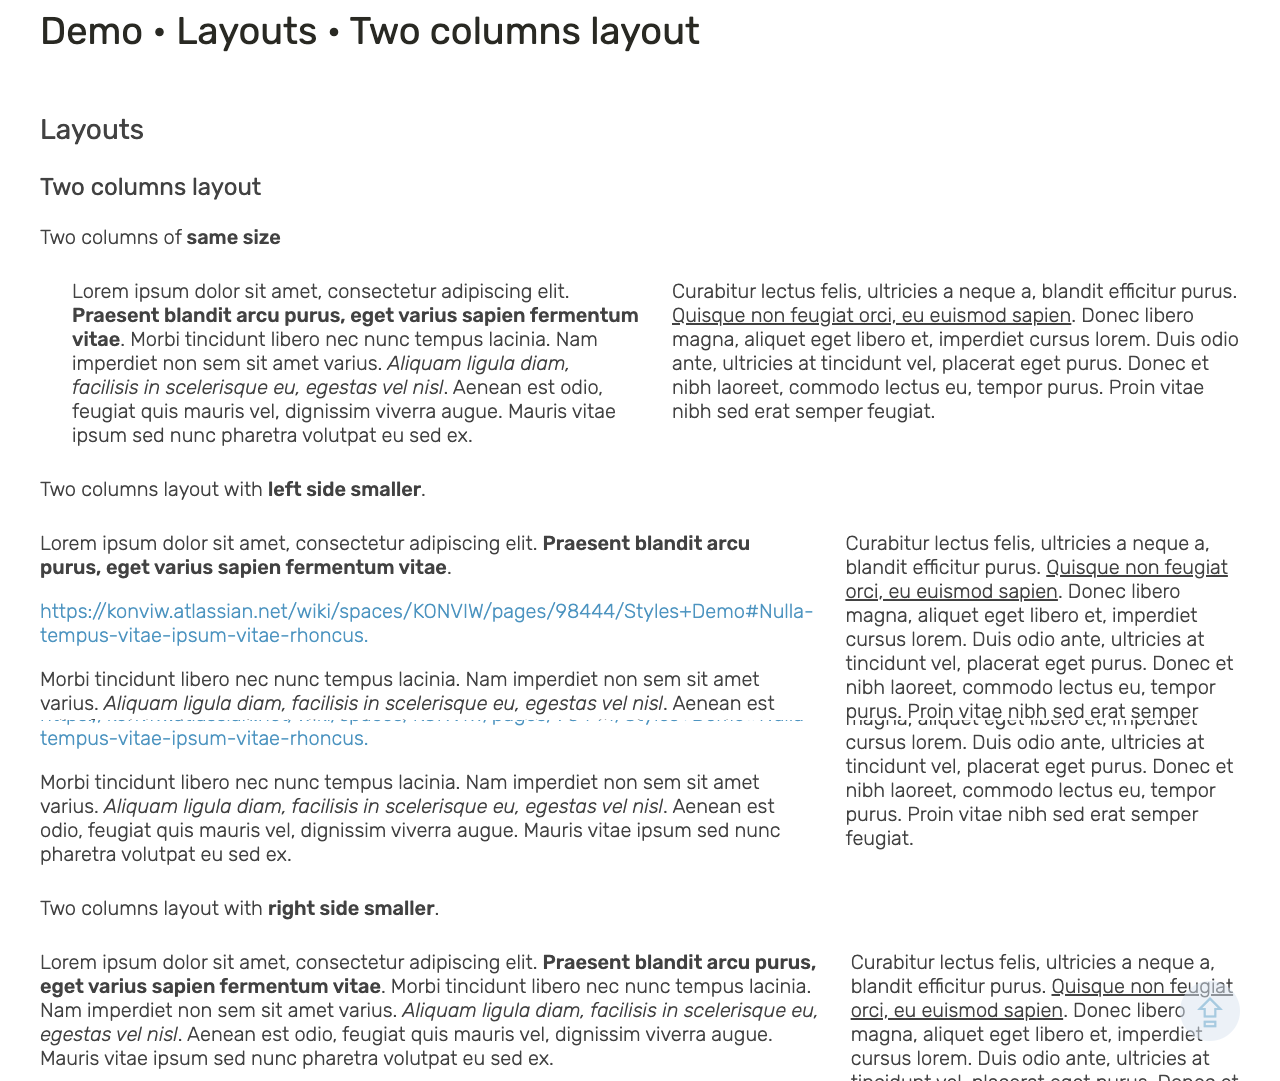 Demo • Layouts • Two columns layout
Layouts
Two columns layout
Two columns of same size
Lorem ipsum dolor sit amet, consectetur adipiscing elit.
Praesent blandit arcu purus, eget varius sapien fermentum
vitae. Morbi tincidunt libero nec nunc tempus lacinia. Nam
imperdiet non sem sit amet varius. Aliquam ligula diam,
facilisis in scelerisque eu, egestas vel nisl. Aenean est odio,
feugiat quis mauris vel, dignissim viverra augue. Mauris vitae
ipsum sed nunc pharetra volutpat eu sed ex.
Curabitur lectus felis, ultricies a neque a, blandit efficitur purus.
Quisque non feugiat orci, eu euismod sapien. Donec libero
magna, aliquet eget libero et, imperdiet cursus lorem. Duis odio
ante, ultricies at tincidunt vel, placerat eget purus. Donec et
nibh laoreet, commodo lectus eu, tempor purus. Proin vitae
nibh sed erat semper feugiat.
Two columns layout with left side smaller.
Lorem ipsum dolor sit amet, consectetur adipiscing elit. Praesent blandit arcu
purus, eget varius sapien fermentum vitae.
https://konviw.atlassian.net/wiki/spaces/KONVIW/pages/98444/Styles+Demo#Nulla-
tempus-vitae-ipsum-vitae-rhoncus.
Morbi tincidunt libero nec nunc tempus lacinia. Nam imperdiet non sem sit amet
varius. Aliquam ligula diam, facilisis in scelerisque eu, egestas vel nisl. Aenean est
tempus-vitae-ipsum-vitae-rhoncus.
Morbi tincidunt libero nec nunc tempus lacinia. Nam imperdiet non sem sit amet
varius. Aliquam ligula diam, facilisis in scelerisque eu, egestas vel nisl. Aenean est
odio, feugiat quis mauris vel, dignissim viverra augue. Mauris vitae ipsum sed nunc
pharetra volutpat eu sed ex.
Curabitur lectus felis, ultricies a neque a,
blandit efficitur purus. Quisque non feugiat
orci, eu euismod sapien. Donec libero
magna, aliquet eget libero et, imperdiet
cursus lorem. Duis odio ante, ultricies at
tincidunt vel, placerat eget purus. Donec et
nibh laoreet, commodo lectus eu, tempor
purus. Proin vitae nibh sed erat semper
magna, aliquet eget libero et, imperdiet
cursus lorem. Duis odio ante, ultricies at
tincidunt vel, placerat eget purus. Donec et
nibh laoreet, commodo lectus eu, tempor
purus. Proin vitae nibh sed erat semper
feugiat.
Two columns layout with right side smaller.
Lorem ipsum dolor sit amet, consectetur adipiscing elit. Praesent blandit arcu purus,
eget varius sapien fermentum vitae. Morbi tincidunt libero nec nunc tempus lacinia.
Nam imperdiet non sem sit amet varius. Aliquam ligula diam, facilisis in scelerisque eu,
egestas vel nisl. Aenean est odio, feugiat quis mauris vel, dignissim viverra augue.
Mauris vitae ipsum sed nunc pharetra volutpat eu sed ex.
Curabitur lectus felis, ultricies a neque a,
blandit efficitur purus. Quisque non feugiat
orci, eu euismod sapien. Donec libero
magna, aliquet eget libero et, imperdiet
cursus lorem. Duis odio ante, ultricies at